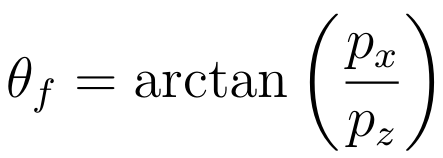 θ_f = arctan (p_x / p_z)